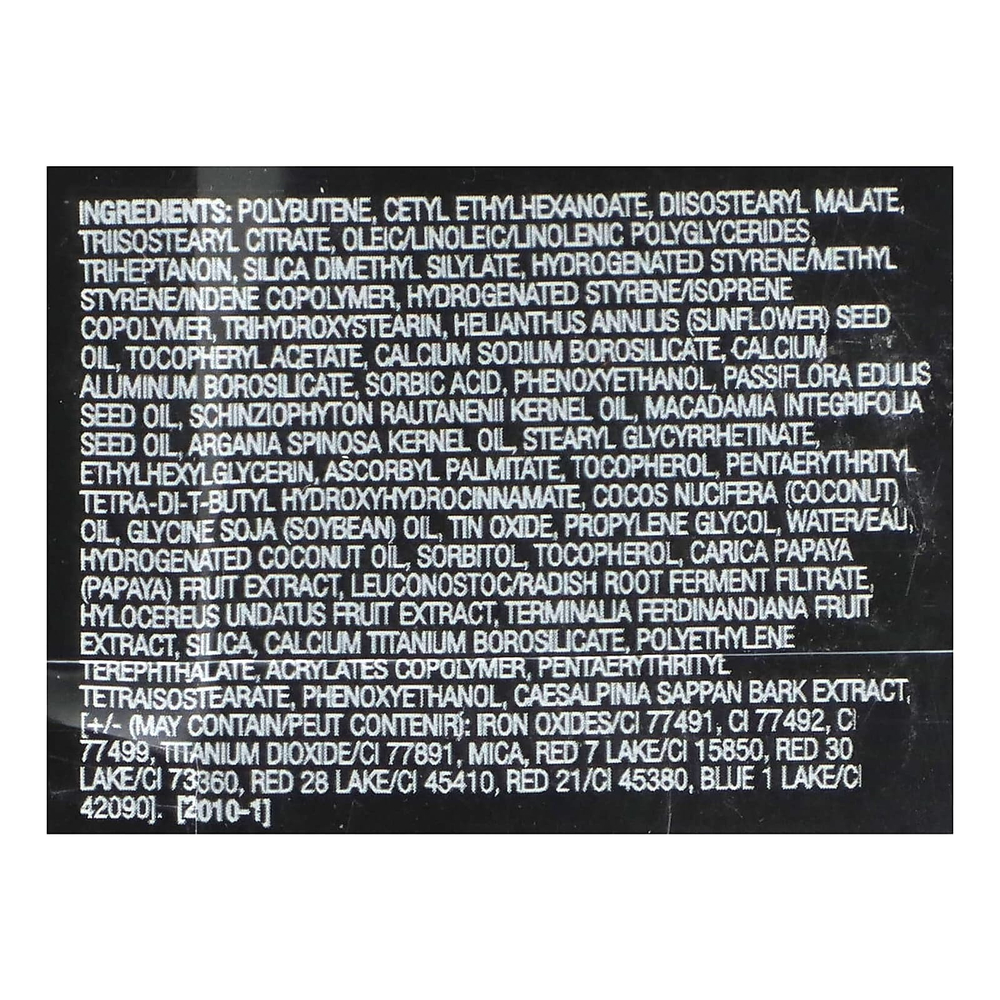 INGREDIENTS: POLYBUTENE, CETYL ETHYLHEXANOATE, DIISOSTEARYL MALATE,
TRIISOSTEARYL CITRATE, OLEIC/LINOLEIC/LINOLENIC POLYGLYCERIDES,
TRIHEPTANOIN, SILICA DIMETHYL SILYLATE, HYDROGENATED STYRENE/METHYL
STYRENE/INDENE COPOLYMER, HYDROGENATED STYRENE/ISOPRENE
COPOLYMER, TRIHYDROXYSTEARIN, HELIANTHUS ANNUUS (SUNFLOWER) SEED
OIL, TOCOPHERYL ACETATE, CALCIUM SODIUM BOROSILICATE, CALCIUM
ALUMINUM BOROSILICATE, SORBIC ACID, PHENOXYETHANOL, PASSIFLORA EDULIS
SEED OIL, SCHINZIOPHYTON RAUTANENII KERNEL OIL, MACADAMIA INTEGRIFOLIA
SEED OIL, ARGANIA SPINOSA KERNEL OIL, STEARYL GLYCYRRHETINATE,
ETHYLHEXYLGLYCERIN, ASCORBYL PALMITATE, TOCOPHEROL, PENTAERYTHRITYL
TETRA-DI-T-BUTYL HYDROXYHYDROCINNAMATE, COCOS NUCIFERA (COCONUT)
OIL, GLYCINE SOJA (SOYBEAN) OIL, TIN OXIDE, PROPYLENE GLYCOL, WATER/EAU,
HYDROGENATED COCONUT OIL, SORBITOL, TOCOPHEROL, CARICA PAPAYA
(PAPAYA) FRUIT EXTRACT, LEUCONOSTOC/RADISH ROOT FERMENT FILTRATE,
HYLOCEREUS UNDATUS FRUIT EXTRACT, TERMINALIA FERDINANDIANA FRUIT
EXTRACT, SILICA, CALCIUM TITANIUM BOROSILICATE, POLYETHYLENE
TEREPHTHALATE, ACRYLATES COPOLYMER, PENTAERYTHRITYL
TETRAISOSTEARATE, PHENOXYETHANOL, CAESALPINIA SAPPAN BARK EXTRACT,
[+/- (MAY CONTAIN/PEUT CONTENIR): IRON OXIDES/CI 77491, CI 77492, CI
77499, TITANIUM DIOXIDE/CI 77891, MICA, RED 7 LAKE/CI 15850, RED 30
LAKE/CI 73360, RED 28 LAKE/CI 45410, RED 21/CI 45380, BLUE 1 LAKE/CI
42090]. [2010-1]